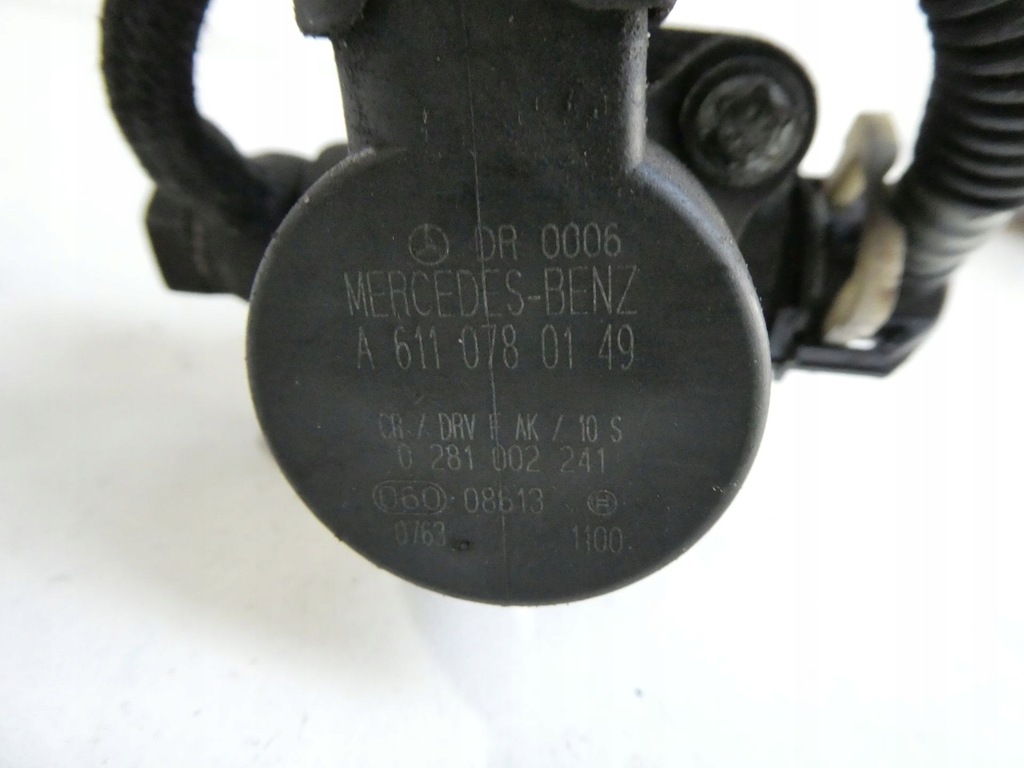 DR 0006
MERCEDES-BENZ
A 611 078 01 49
CR / DRV F AK / 10 S
0 281 002 241
060 08613
0763 1100